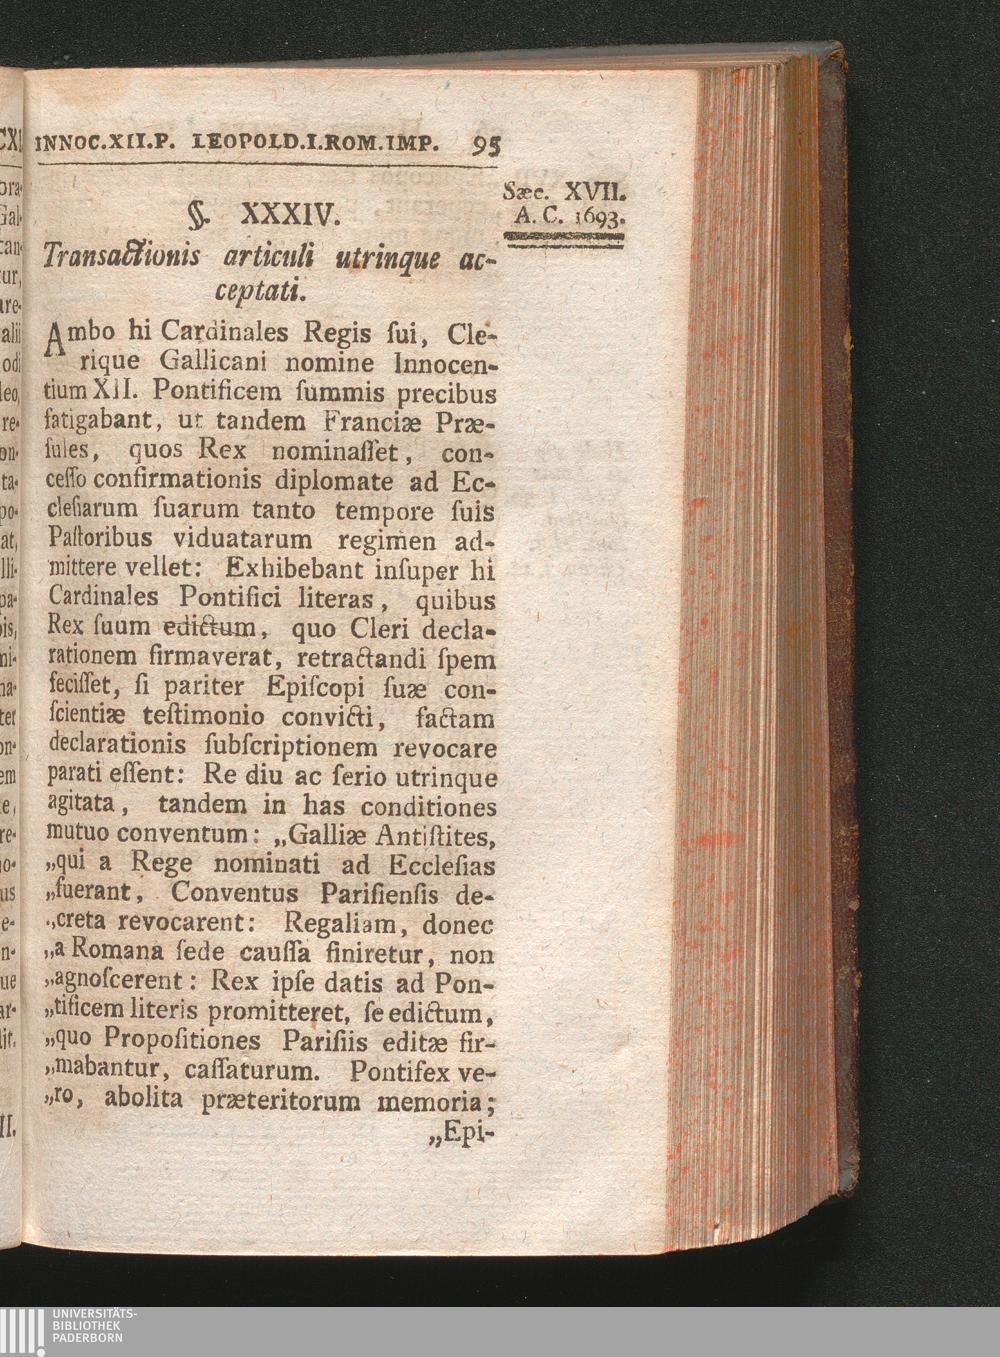 INNOC.XII.P. LEOPOLD.I.ROM.IMP. 95
Sæc. XVII.
A. C. 1693.
§. XXXIV.
Transactionis articuli utrinque ac-
ceptati.
Ambo hi Cardinales Regis ſui, Cle-
rique Gallicani nomine Innocen-
tium XII. Pontificem ſummis precibus
fatigabant, ut tandem Franciæ Præ-
ſules, quos Rex nominaſſet, con-
ceſſo confirmationis diplomate ad Ec-
cleſiarum ſuarum tanto tempore ſuis
Paſtoribus viduatarum regimen ad-
mittere vellet: Exhibebant inſuper hi
Cardinales Pontifici literas, quibus
Rex ſuum edictum, quo Cleri decla-
rationem firmaverat, retractandi ſpem
feciſſet, ſi pariter Epiſcopi ſuæ con-
ſcientiæ teſtimonio convicti, factam
declarationis ſubſcriptionem revocare
parati eſſent: Re diu ac ſerio utrinque
agitata, tandem in has conditiones
mutuo conventum: „Galliæ Antiſtites,
„qui a Rege nominati ad Eccleſias
„fuerant, Conventus Pariſienſis de-
„creta revocarent: Regaliam, donec
„a Romana ſede cauſſa finiretur, non
„agnoſcerent: Rex ipſe datis ad Pon-
„tificem literis promitteret, ſe edictum,
„quo Propoſitiones Pariſiis editæ fir-
„mabantur, caſſaturum. Pontifex ve-
„ro, abolita præteritorum memoria;
„Epi-
UNIVERSITÄTS-
BIBLIOTHEK
PADERBORN